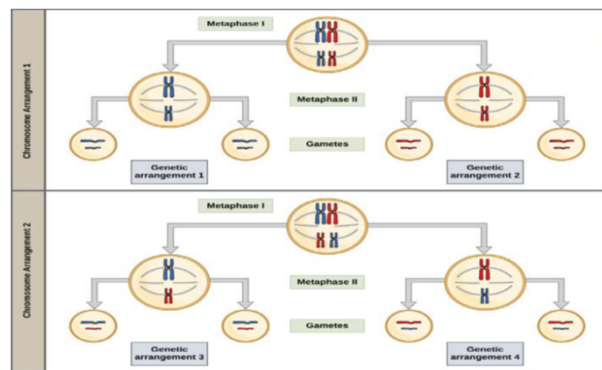 Chromosome Arrangement 1
Metaphase I
Metaphase II
Gametes
Genetic
arrangement 1
Genetic
arrangement 2
Chromosome Arrangement 2
Metaphase I
Metaphase II
Gametes
Genetic
arrangement 3
Genetic
arrangement 4